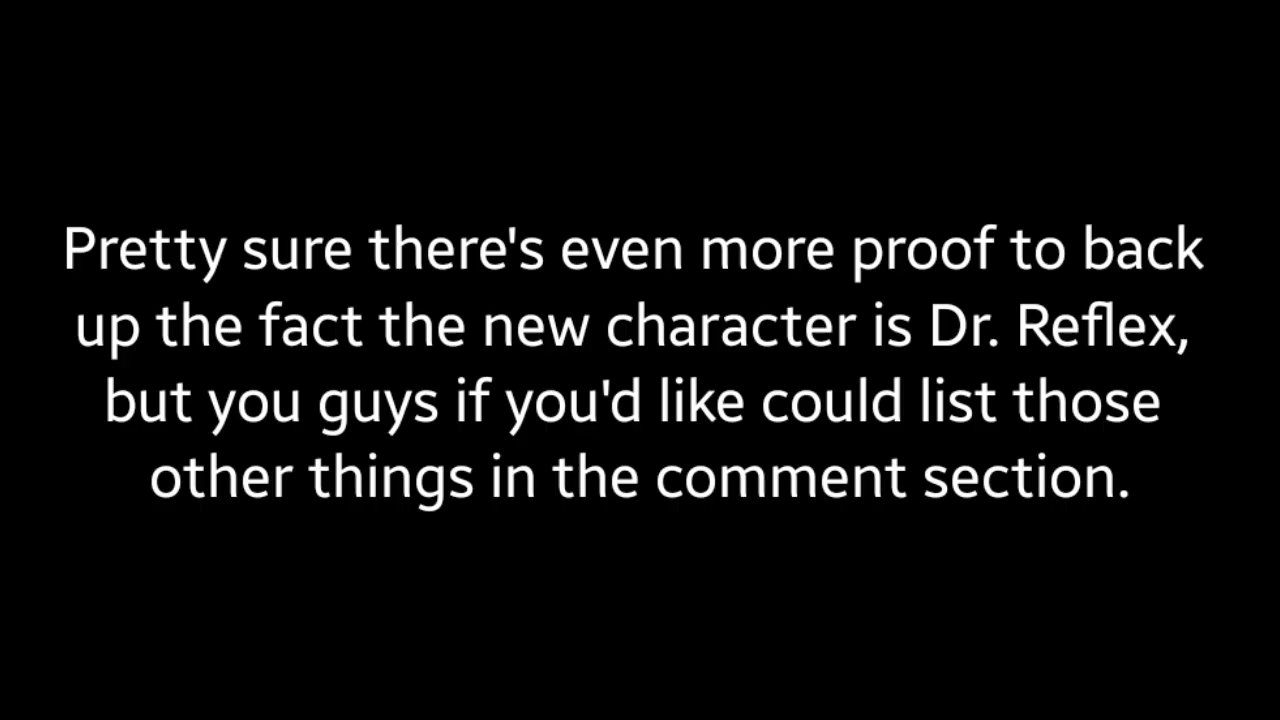 Pretty sure there's even more proof to back
up the fact the new character is Dr. Reflex,
but you guys if you'd like could list those
other things in the comment section.